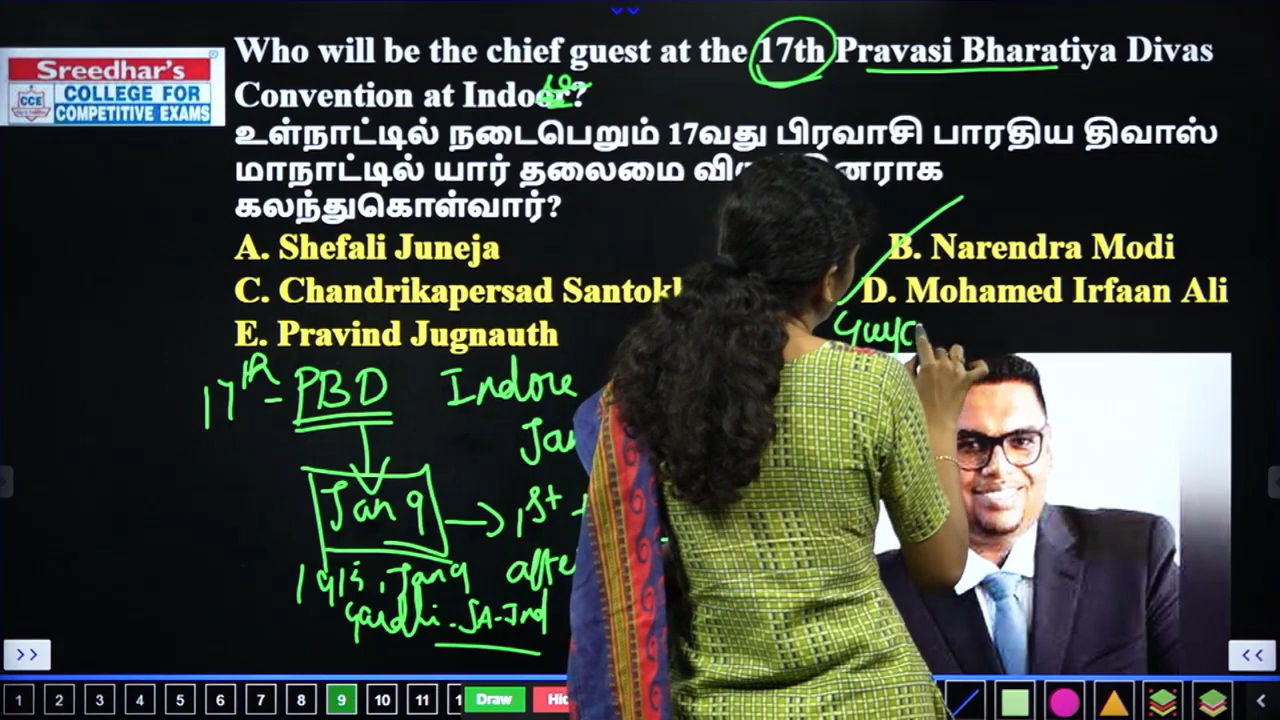 Who will be the chief guest at the 17th Pravasi Bharatiya Divas
Sreedhar's
COLLEGE FOR
CCE
COMPETITIVE EXAMS
Convention at Indoer?
உள்நாட்டில் நடைபெறும் 17வது பிரவாசி பாரதிய திவாஸ்
மாநாட்டில் யார் தலைமை
கலந்துகொள்வார்?
A. Shefali Juneja
B. Narendra Modi
C. Chandrikapersad
D. Mohamed Irfaan Ali
E. Pravind Jugnauth
17th - PBD Indore
Jan 9 → 1st
1915, Jan 9
Gandhi - SA - Ind
>>
<<
1 2 3 4 5 6 7 8 9 10 11 Draw